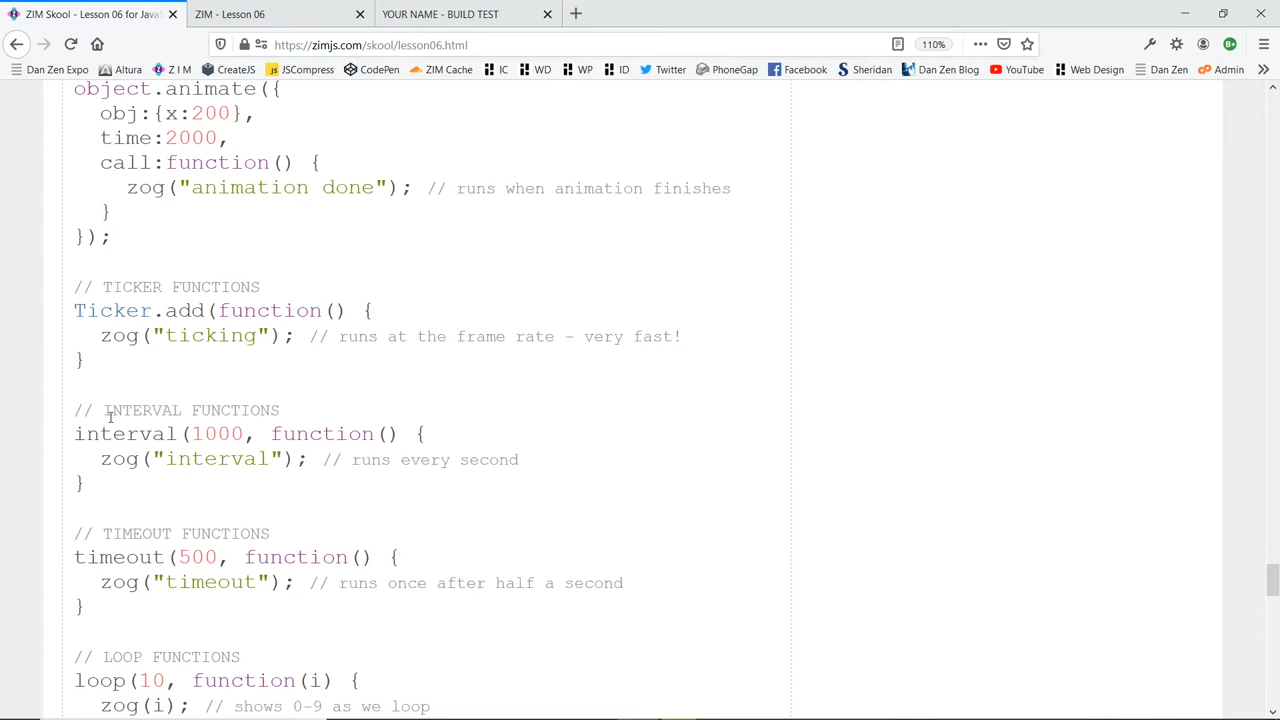 ZIM Skool - Lesson 06 for JavaS
ZIM - Lesson 06
YOUR NAME - BUILD TEST
https://zimjs.com/skool/lesson06.html
110%
Dan Zen Expo
Altura
Z I M
CreateJS
JSCompress
CodePen
ZIM Cache
IC
WD
WP
ID
Twitter
PhoneGap
Facebook
Sheridan
Dan Zen Blog
YouTube
Web Design
Dan Zen
Admin
object.animate({
obj:{x:200},
time:2000,
call:function() {
zog("animation done"); // runs when animation finishes
}
});
// TICKER FUNCTIONS
Ticker.add(function() {
zog("ticking"); // runs at the frame rate - very fast!
}
// INTERVAL FUNCTIONS
interval(1000, function() {
zog("interval"); // runs every second
}
// TIMEOUT FUNCTIONS
timeout(500, function() {
zog("timeout"); // runs once after half a second
}
// LOOP FUNCTIONS
loop(10, function(i) {
zog(i); // shows 0-9 as we loop